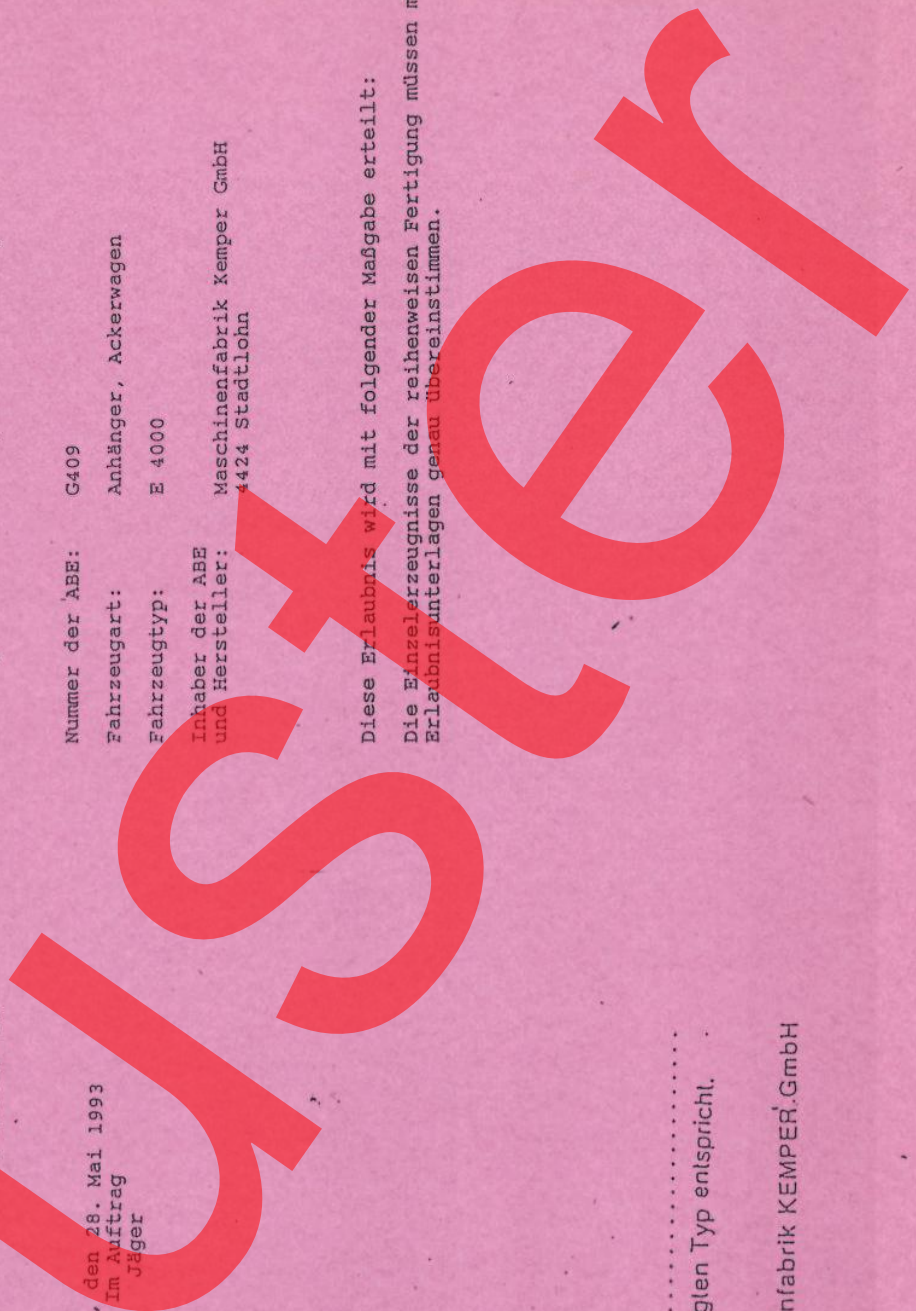 Nummer der ABE: G409
Fahrzeugart: Anhänger, Ackerwagen
Fahrzeugtyp: E 4000
Inhaber der ABE
und Hersteller: Maschinenfabrik Kemper GmbH
4424 Stadtlohn
Diese Erlaubnis wird mit folgender Maßgabe erteilt:
Die Einzelerzeugnisse der reihenweisen Fertigung müssen m
Erlaubnisunterlagen genau übereinstimmen.
, den 28. Mai 1993
Im Auftrag
Jäger
glen Typ entspricht.
nfabrik KEMPER GmbH
uster